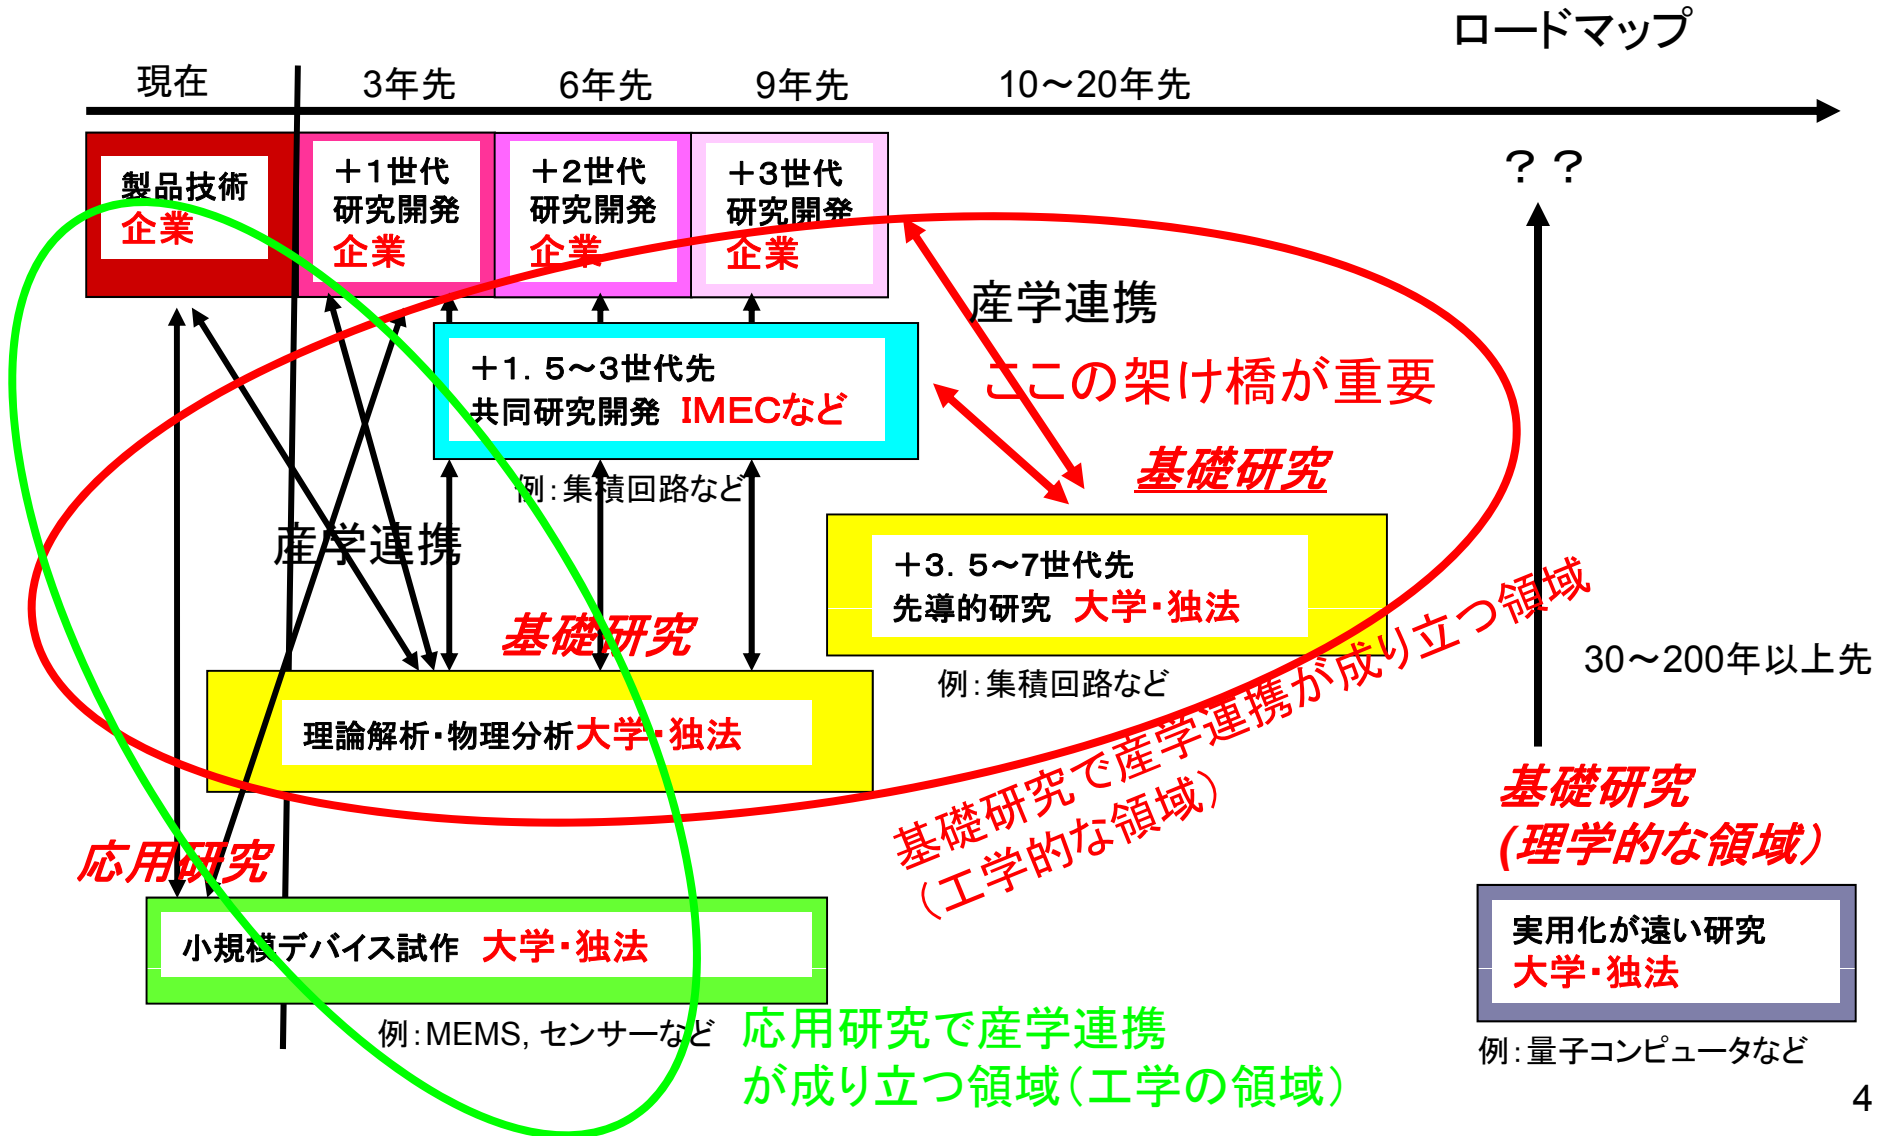 ロードマップ
現在
3年先
6年先
9年先
10～20年先
製品技術
企業
＋1世代
研究開発
企業
＋2世代
研究開発
企業
＋3世代
研究開発
企業
？？
産学連携
ここの架け橋が重要
＋1．5～3世代先
共同研究開発 IMECなど
例：集積回路など
基礎研究
＋3．5～7世代先
先導的研究 大学・独法
例：集積回路など
産学連携
基礎研究
理論解析・物理分析大学・独法
基礎研究で産学連携が成り立つ領域
（工学的な領域）
30～200年以上先
基礎研究
(理学的な領域）
実用化が遠い研究
大学・独法
例：量子コンピュータなど
応用研究
小規模デバイス試作 大学・独法
例：MEMS, センサーなど
応用研究で産学連携
が成り立つ領域（工学の領域）
4